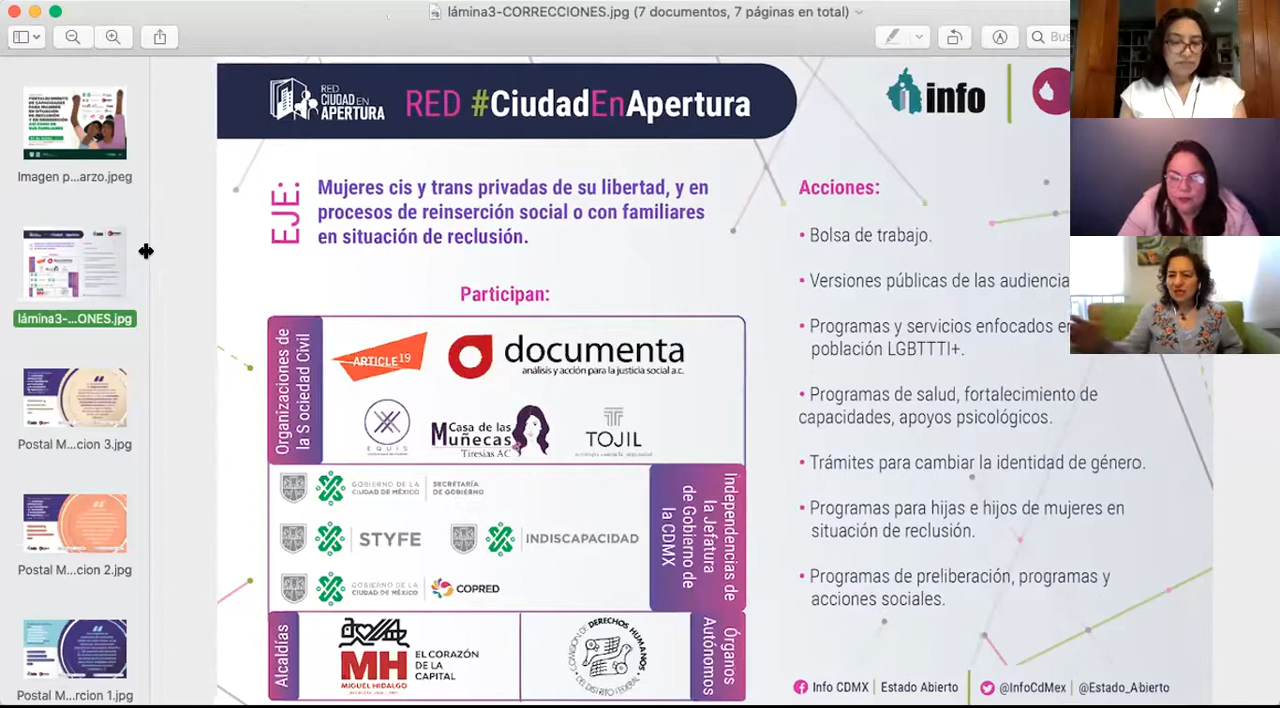 lámina3-CORRECCIONES.jpg (7 documentos, 7 páginas en total)
Imagen p...arzo.jpeg
lámina3-...ONES.jpg
Postal M...cion 3.jpg
Postal M...cion 2.jpg
Postal M...rcion 1.jpg
RED
CIUDAD EN
APERTURA
RED #CiudadEnApertura
info
EJE:
Mujeres cis y trans privadas de su libertad, y en
procesos de reinserción social o con familiares
en situación de reclusión.
Participan:
Organizaciones de
la S ociedad Civil
ARTICLE 19
documenta
análisis y acción para la justicia social a.c.
EQUIS
Casa de las
Muñecas
Tiresias AC
TOJIL
GOBIERNO DE LA
CIUDAD DE MÉXICO
SECRETARÍA
DE GOBIERNO
STYFE
INDISCAPACIDAD
GOBIERNO DE LA
CIUDAD DE MÉXICO
COPRED
Independencias de
la Jefatura
de Gobierno de
la CDMX
Alcaldías
MH
MIGUEL HIDALGO
EL CORAZÓN
DE LA
CAPITAL
COMISIÓN DE DERECHOS HUMANOS
DE DISTRITO FEDERAL
Órganos
Autónomos
Acciones:
• Bolsa de trabajo.
• Versiones públicas de las audiencia
• Programas y servicios enfocados e
población LGBTTTI+.
• Programas de salud, fortalecimiento de
capacidades, apoyos psicológicos.
• Trámites para cambiar la identidad de género.
• Programas para hijas e hijos de mujeres en
situación de reclusión.
• Programas de preliberación, programas y
acciones sociales.
Info CDMX | Estado Abierto
@InfoCdMex | @Estado_Abierto